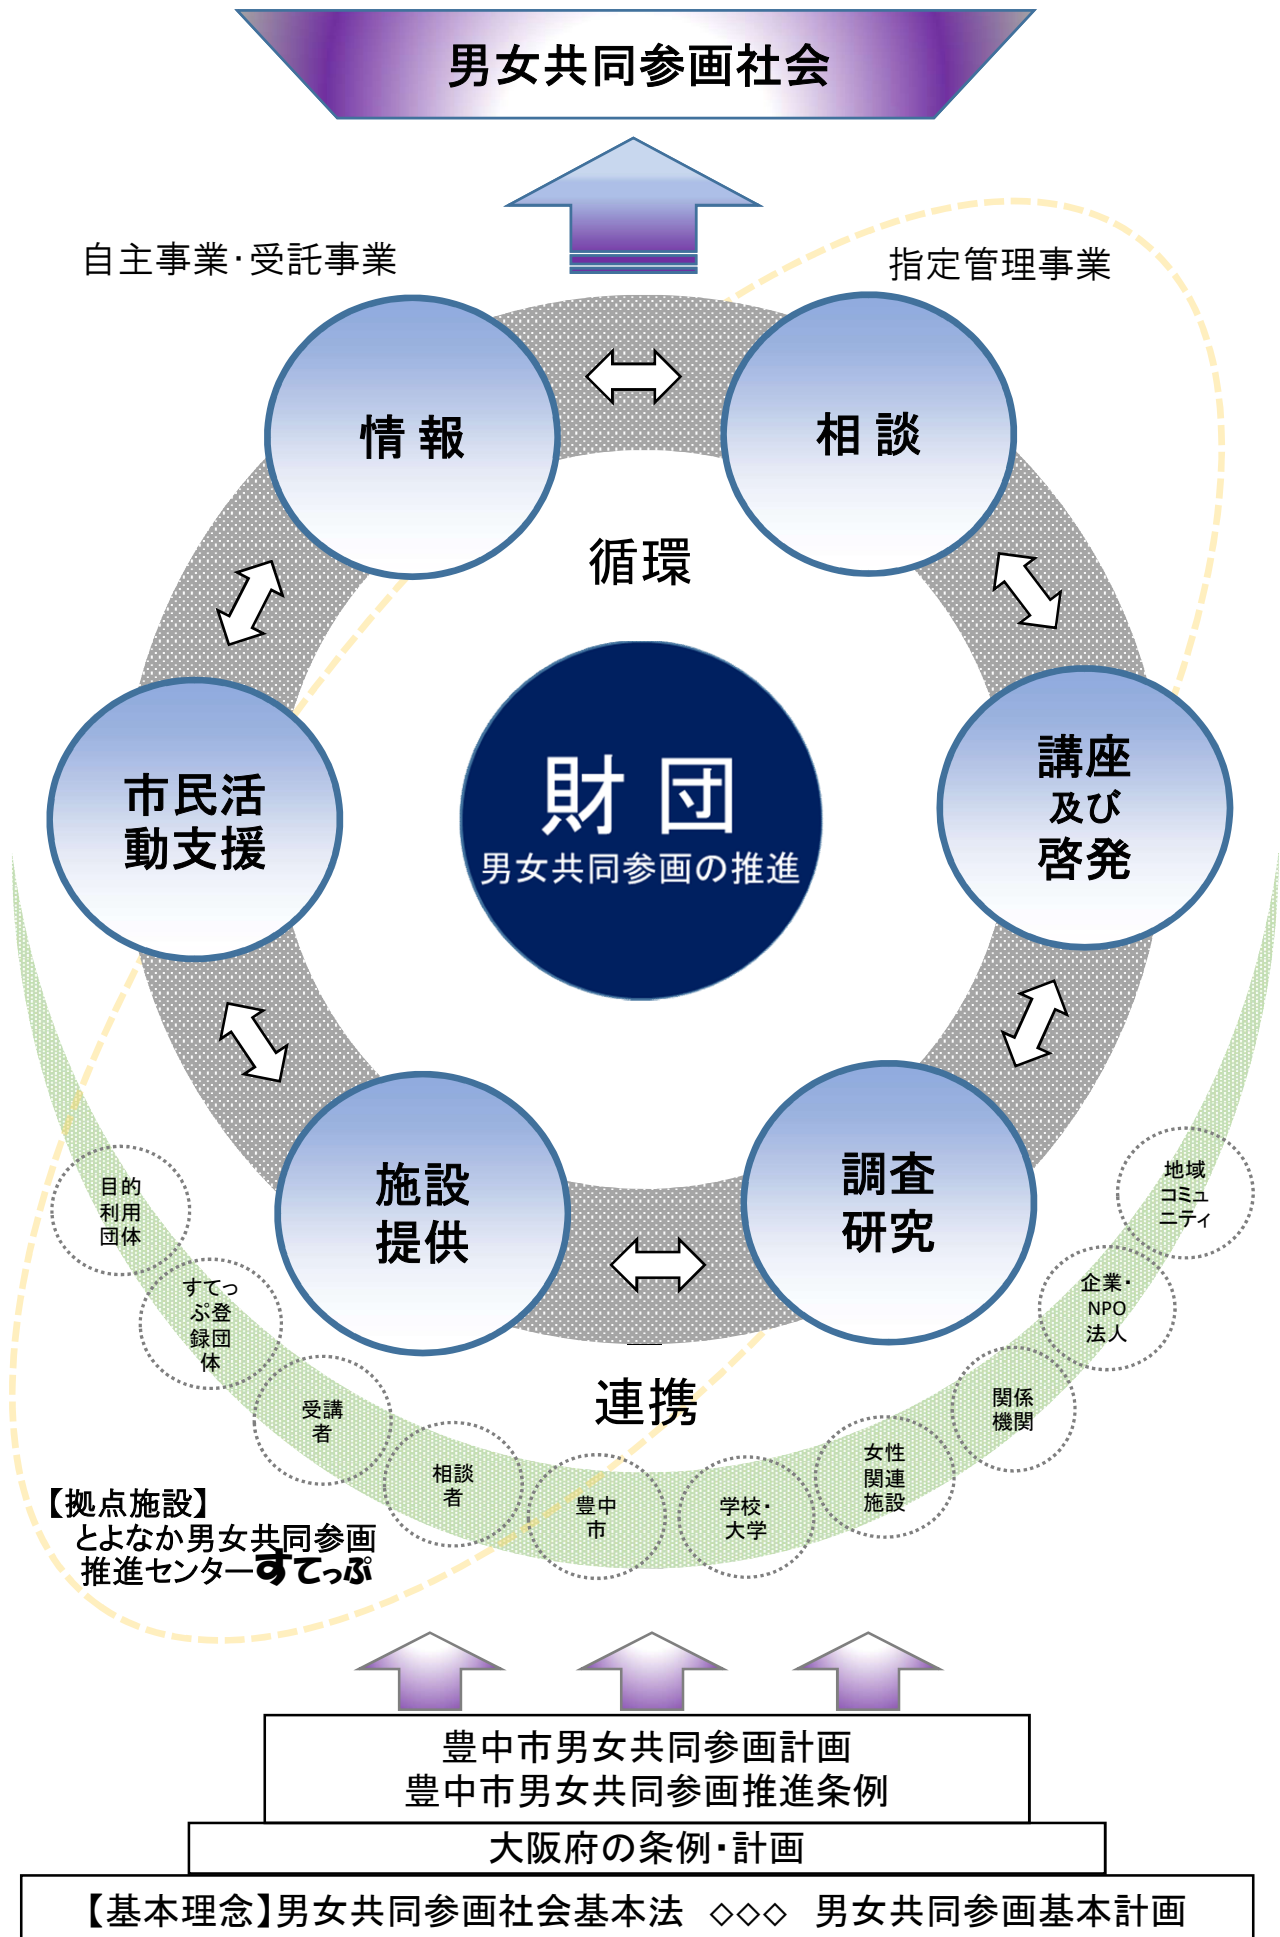 男女共同参画社会
自主事業・受託事業
指定管理事業
情報
相談
循環
市民活
動支援
財団
男女共同参画の推進
講座
及び
啓発
施設
提供
調査
研究
連携
目的
利用
団体
すてっ
ぷ登
録団
体
受講
者
相談
者
豊中
市
学校・
大学
女性
関連
施設
関係
機関
企業・
NPO
法人
地域
コミュ
ニティ
【拠点施設】
とよなか男女共同参画
推進センターすてっぷ
豊中市男女共同参画計画
豊中市男女共同参画推進条例
大阪府の条例・計画
【基本理念】男女共同参画社会基本法 ◇◇◇ 男女共同参画基本計画